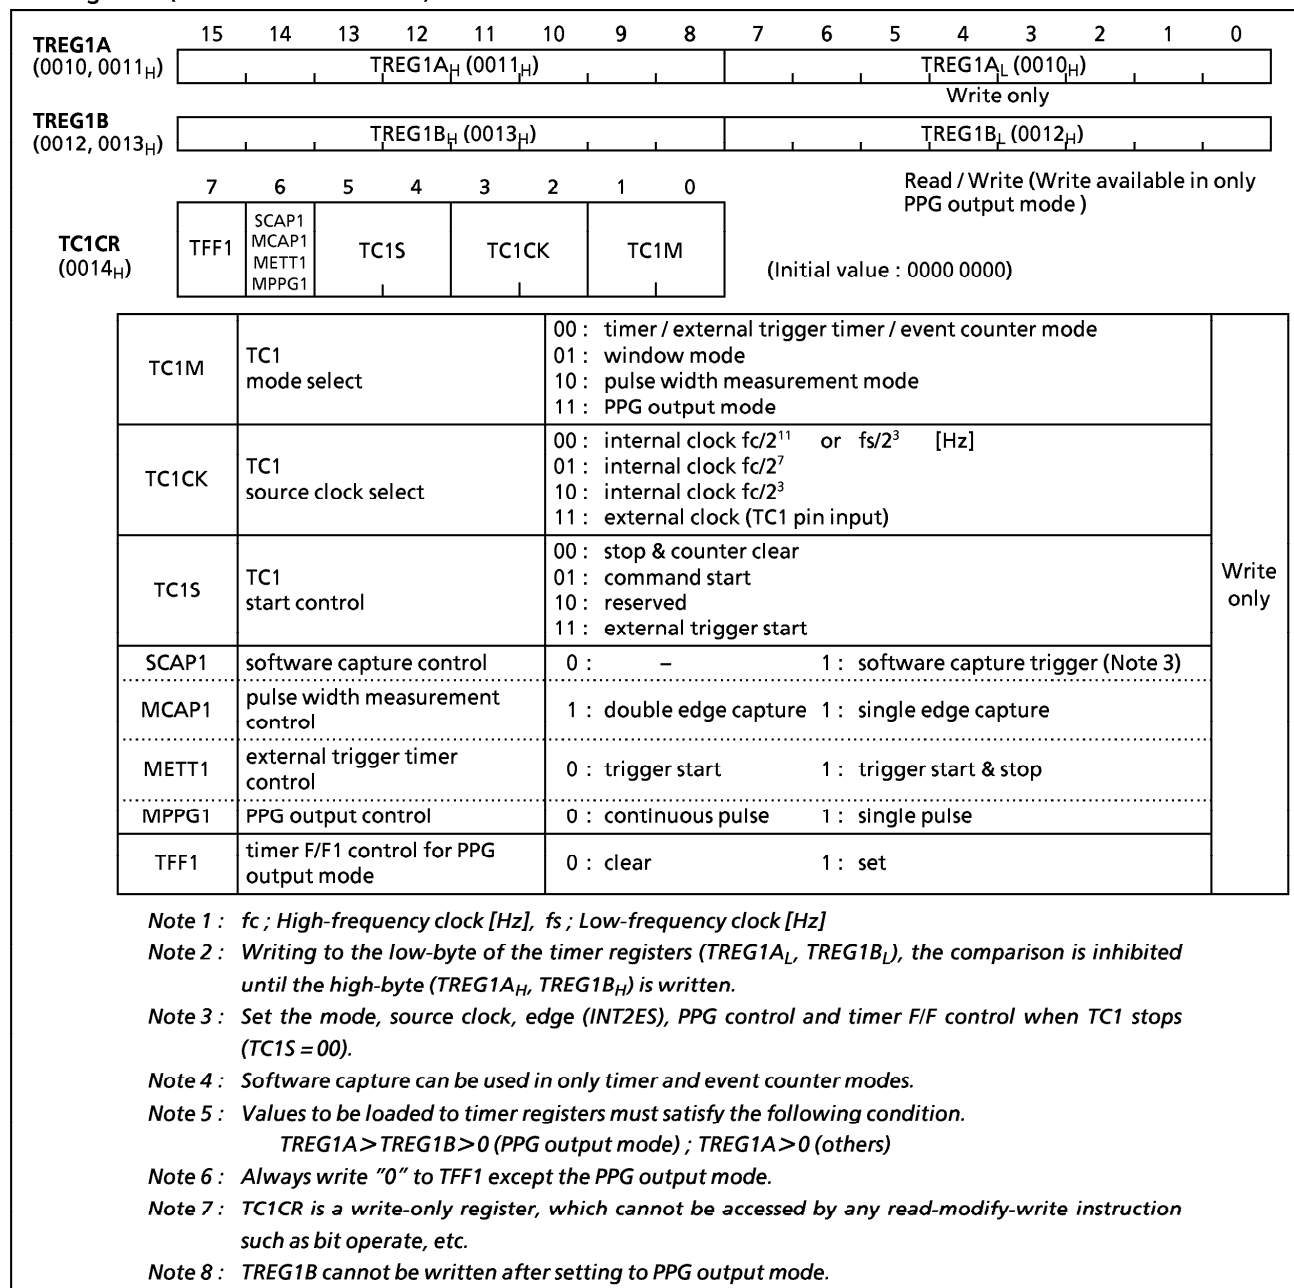 TREG1A
(0010, 0011H)
15 14 13 12 11 10 9 8 7 6 5 4 3 2 1 0
TREG1AH (0011H) TREG1AL (0010H)
Write only
TREG1B
(0012, 0013H)
TREG1BH (0013H) TREG1BL (0012H)
Read / Write (Write available in only
PPG output mode )
7 6 5 4 3 2 1 0
TC1CR
(0014H)
TFF1
SCAP1
MCAP1
METT1
MPPG1
TC1S TC1CK TC1M
(Initial value : 0000 0000)
TC1M
TC1
mode select
00 : timer / external trigger timer / event counter mode
01 : window mode
10 : pulse width measurement mode
11 : PPG output mode
TC1CK
TC1
source clock select
00 : internal clock fc/2¹¹ or fs/2³ [Hz]
01 : internal clock fc/2⁷
10 : internal clock fc/2³
11 : external clock (TC1 pin input)
TC1S
TC1
start control
00 : stop & counter clear
01 : command start
10 : reserved
11 : external trigger start
Write
only
SCAP1 software capture control 0 : – 1 : software capture trigger (Note 3)
MCAP1
pulse width measurement
control
1 : double edge capture 1 : single edge capture
METT1
external trigger timer
control
0 : trigger start 1 : trigger start & stop
MPPG1 PPG output control 0 : continuous pulse 1 : single pulse
TFF1
timer F/F1 control for PPG
output mode
0 : clear 1 : set
Note 1 : fc ; High-frequency clock [Hz], fs ; Low-frequency clock [Hz]
Note 2 : Writing to the low-byte of the timer registers (TREG1AL, TREG1BL), the comparison is inhibited
until the high-byte (TREG1AH, TREG1BH) is written.
Note 3 : Set the mode, source clock, edge (INT2ES), PPG control and timer F/F control when TC1 stops
(TC1S = 00).
Note 4 : Software capture can be used in only timer and event counter modes.
Note 5 : Values to be loaded to timer registers must satisfy the following condition.
TREG1A > TREG1B > 0 (PPG output mode) ; TREG1A > 0 (others)
Note 6 : Always write "0" to TFF1 except the PPG output mode.
Note 7 : TC1CR is a write-only register, which cannot be accessed by any read-modify-write instruction
such as bit operate, etc.
Note 8 : TREG1B cannot be written after setting to PPG output mode.